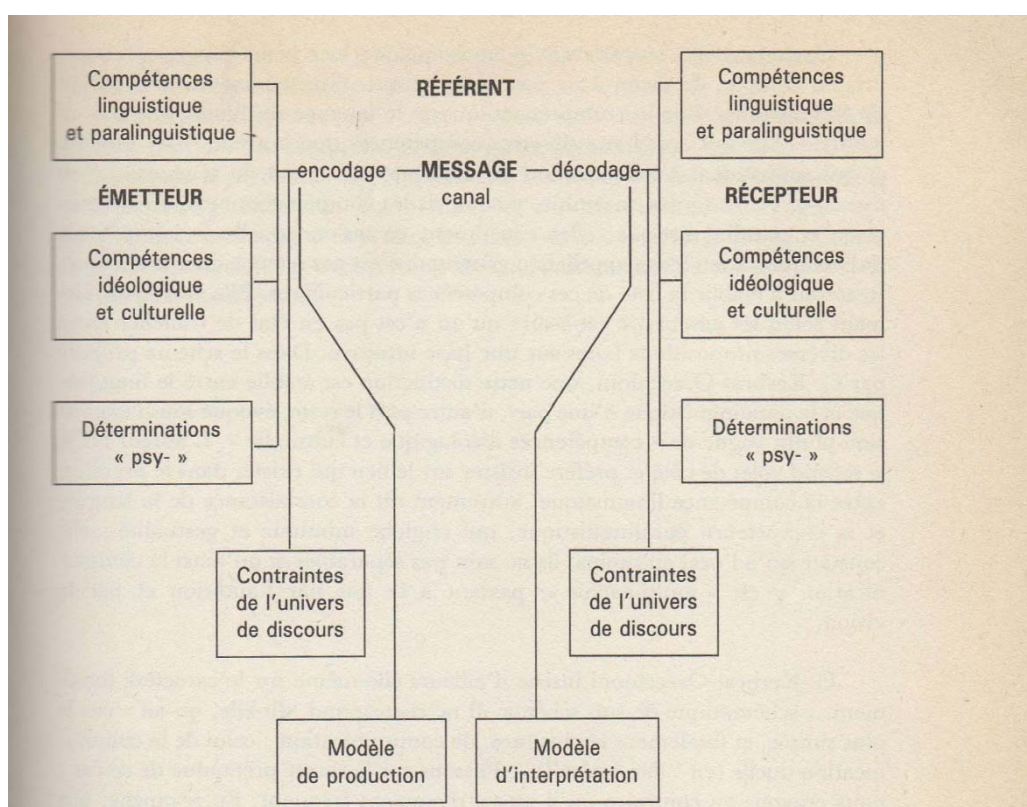 Compétences
linguistique
et paralinguistique
RÉFÉRENT
Compétences
linguistique
et paralinguistique
encodage
MESSAGE
décodage
canal
ÉMETTEUR
RÉCEPTEUR
Compétences
idéologique
et culturelle
Compétences
idéologique
et culturelle
Déterminations
« psy- »
Déterminations
« psy- »
Contraintes
de l'univers
de discours
Contraintes
de l'univers
de discours
Modèle
de production
Modèle
d'interprétation